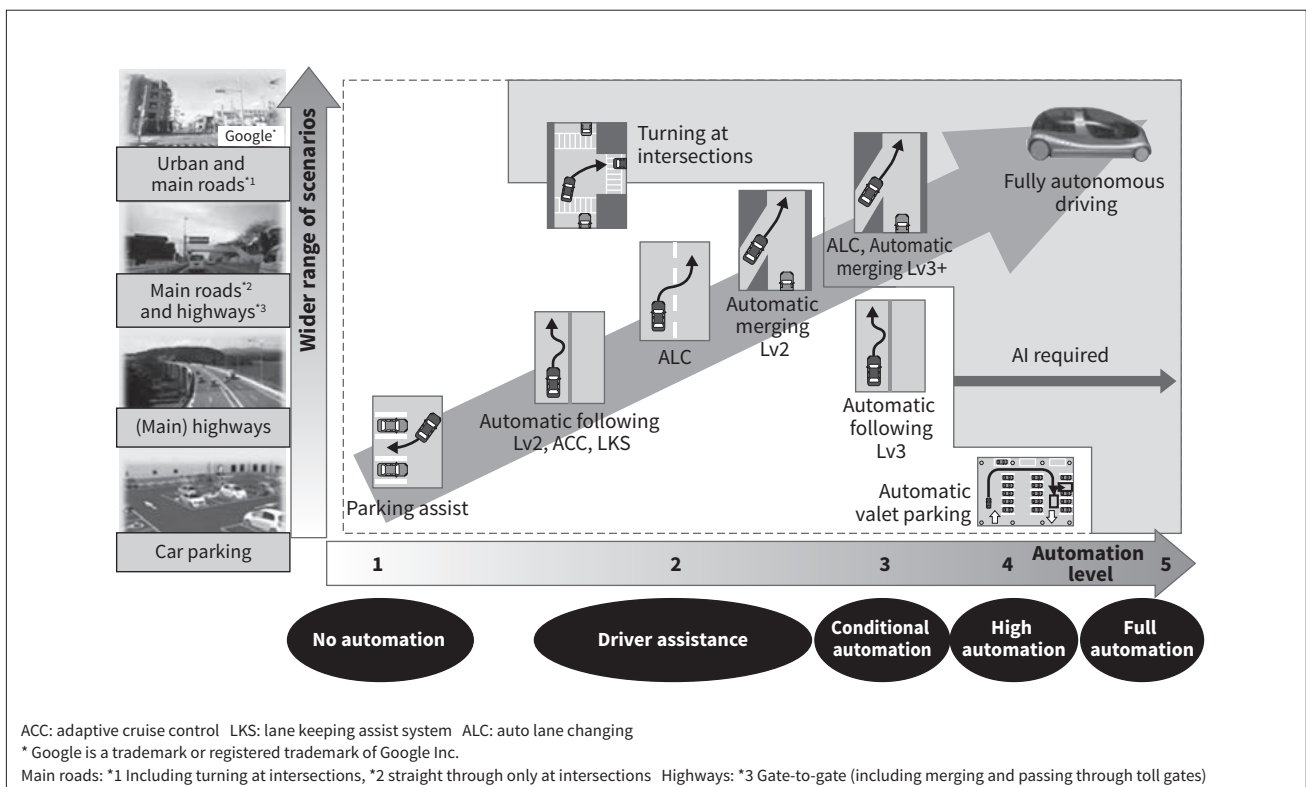 Google*
Urban and
main roads*1
Main roads*2
and highways*3
(Main) highways
Car parking
Wider range of scenarios
Turning at
intersections
Fully autonomous
driving
ALC, Automatic
merging Lv3+
Automatic
merging
Lv2
ALC
AI required
Automatic following
Lv2, ACC, LKS
Automatic
following
Lv3
Parking assist
Automatic
valet parking
1
2
3
4
Automation
level
5
No automation
Driver assistance
Conditional
automation
High
automation
Full
automation
ACC: adaptive cruise control LKS: lane keeping assist system ALC: auto lane changing
* Google is a trademark or registered trademark of Google Inc.
Main roads: *1 Including turning at intersections, *2 straight through only at intersections Highways: *3 Gate-to-gate (including merging and passing through toll gates)